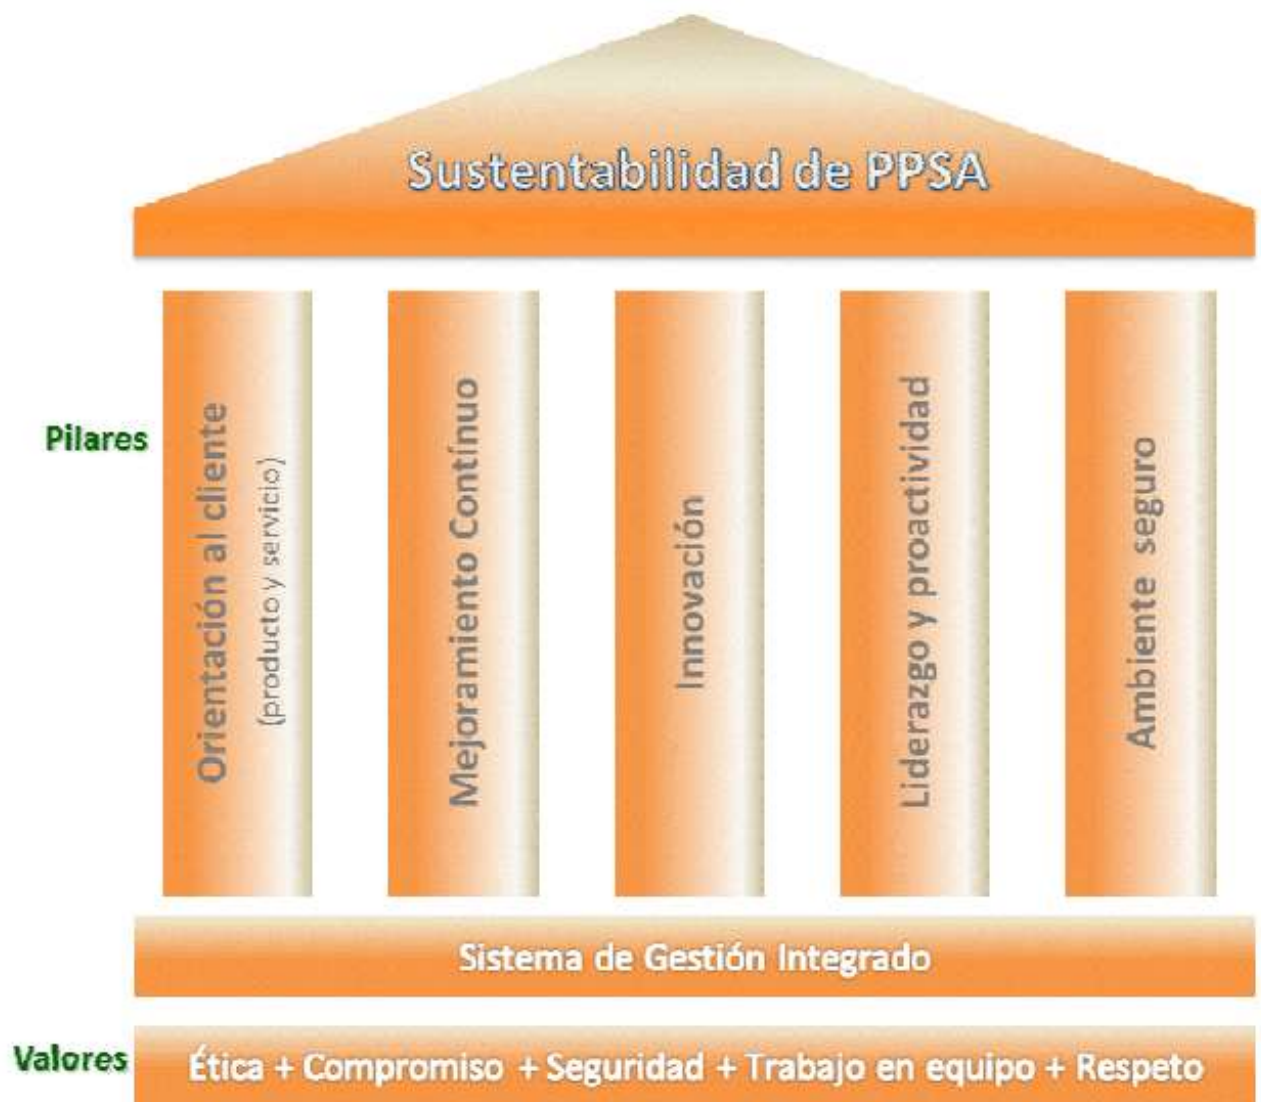 Sustentabilidad de PPSA
Pilares
Orientación al cliente
(producto y servicio)
Mejoramiento Contínuo
Innovación
Liderazgo y proactividad
Ambiente seguro
Sistema de Gestión Integrado
Valores
Ética + Compromiso + Seguridad + Trabajo en equipo + Respeto